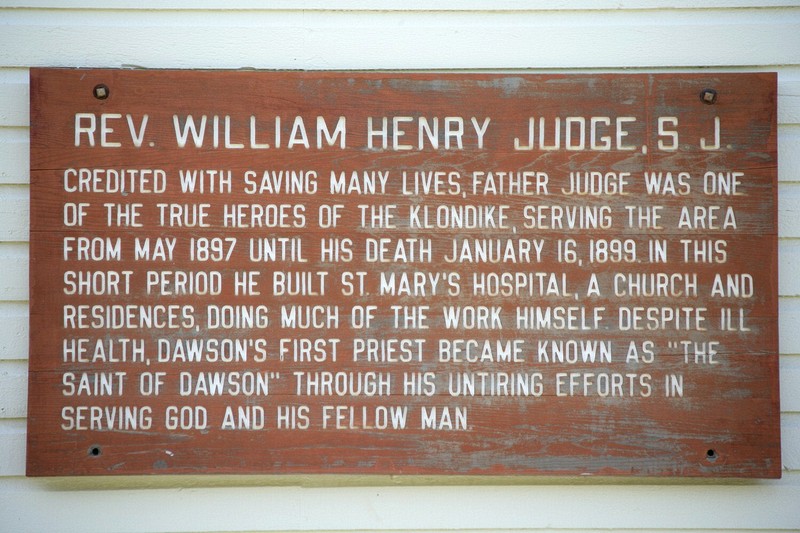 REV. WILLIAM HENRY JUDGE, S. J.
CREDITED WITH SAVING MANY LIVES, FATHER JUDGE WAS ONE
OF THE TRUE HEROES OF THE KLONDIKE, SERVING THE AREA
FROM MAY 1897 UNTIL HIS DEATH JANUARY 16, 1899. IN THIS
SHORT PERIOD HE BUILT ST. MARY'S HOSPITAL, A CHURCH AND
RESIDENCES, DOING MUCH OF THE WORK HIMSELF. DESPITE ILL
HEALTH, DAWSON'S FIRST PRIEST BECAME KNOWN AS "THE
SAINT OF DAWSON" THROUGH HIS UNTIRING EFFORTS IN
SERVING GOD AND HIS FELLOW MAN.